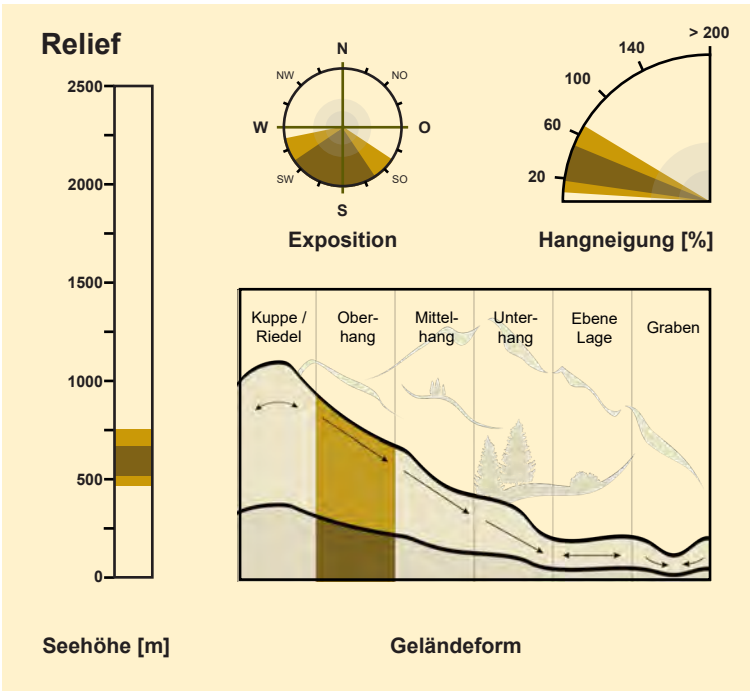 Relief
2500
2000
1500
1000
500
0
Seehöhe [m]
N
NW
NO
W
O
SW
SO
S
Exposition
> 200
140
100
60
20
Hangneigung [%]
Kuppe /
Riedel
Ober-
hang
Mittel-
hang
Unter-
hang
Ebene
Lage
Graben
Geländeform